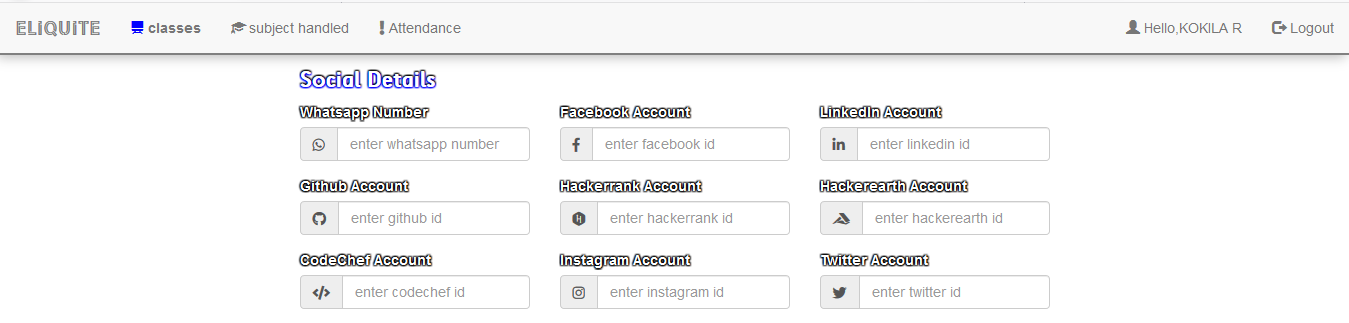 ELiQUiTE classes subject handled Attendance Hello,KOKILA R Logout
Social Details
Whatsapp Number Facebook Account LinkedIn Account
enter whatsapp number enter facebook id enter linkedin id
Github Account Hackerrank Account Hackerearth Account
enter github id enter hackerrank id enter hackerearth id
CodeChef Account Instagram Account Twitter Account
enter codechef id enter instagram id enter twitter id